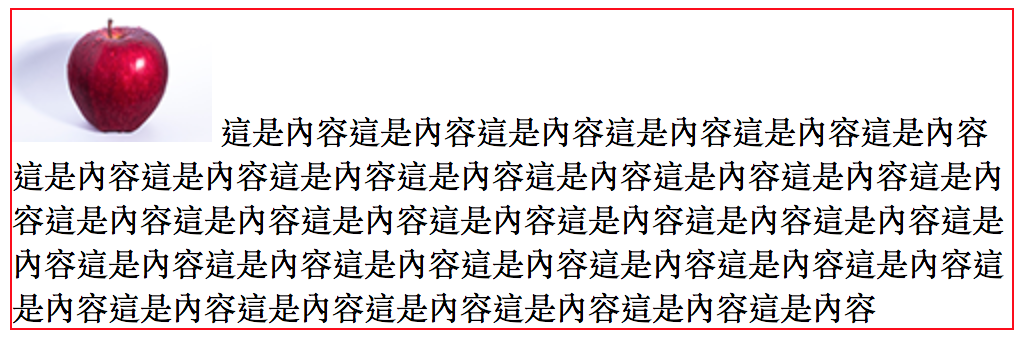 這是內容這是內容這是內容這是內容這是內容這是內容
這是內容這是內容這是內容這是內容這是內容這是內容這是內容這是內
容這是內容這是內容這是內容這是內容這是內容這是內容這是內容這是
內容這是內容這是內容這是內容這是內容這是內容這是內容這是內容這
是內容這是內容這是內容這是內容這是內容這是內容這是內容